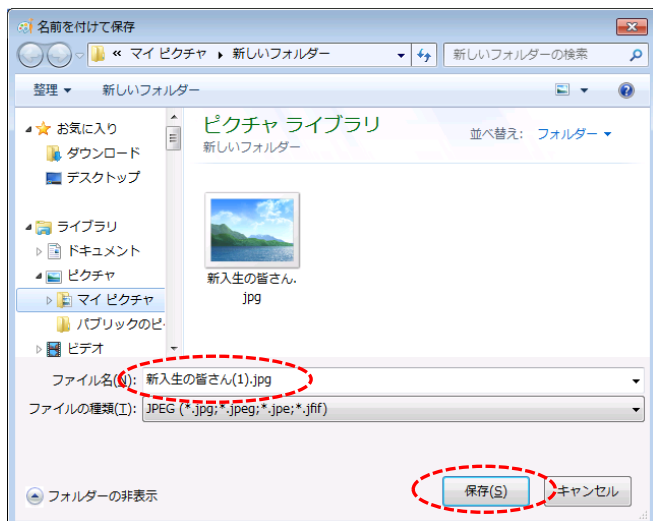 名前を付けて保存
« マイ ピクチャ ▸ 新しいフォルダー
新しいフォルダーの検索
整理 ▼ 新しいフォルダー
お気に入り
ダウンロード
デスクトップ
ライブラリ
ドキュメント
ピクチャ
マイ ピクチャ
パブリックのピ
ビデオ
ピクチャ ライブラリ
新しいフォルダー
並べ替え: フォルダー ▼
新入生の皆さん.
jpg
ファイル名(N): 新入生の皆さん(1).jpg
ファイルの種類(T): JPEG (*.jpg;*.jpeg;*.jpe;*.jfif)
フォルダーの非表示
保存(S)
キャンセル